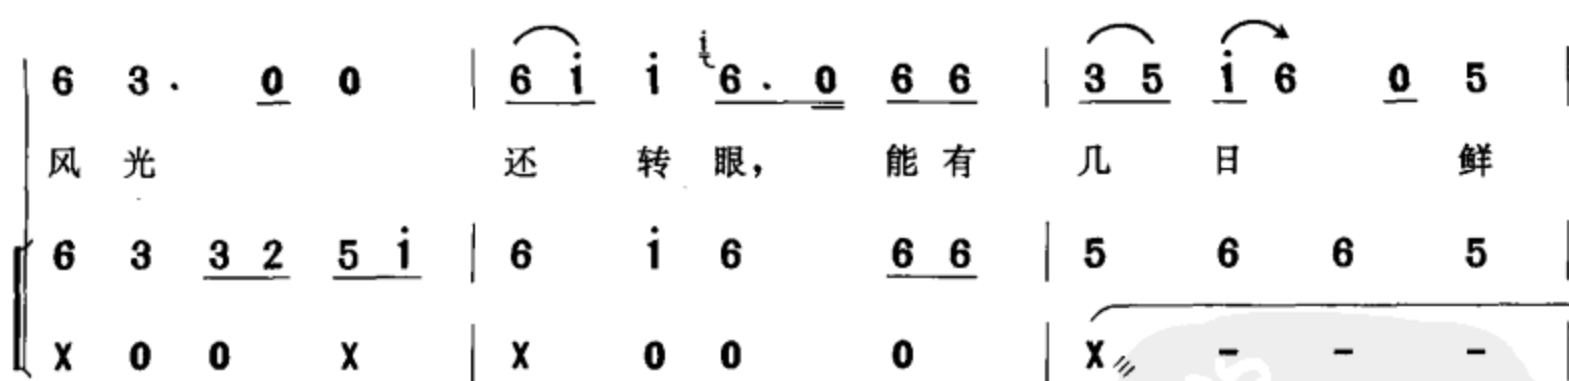 6 3 · 0 0 | 6 i i i 6 · 0 6 6 | 3 5 i 6 0 5 |
风 光 还 转 眼， 能 有 几 日 鲜
6 3 3 2 5 i | 6 i 6 6 6 | 5 6 6 5 |
X 0 0 X | X 0 0 0 | X - - -